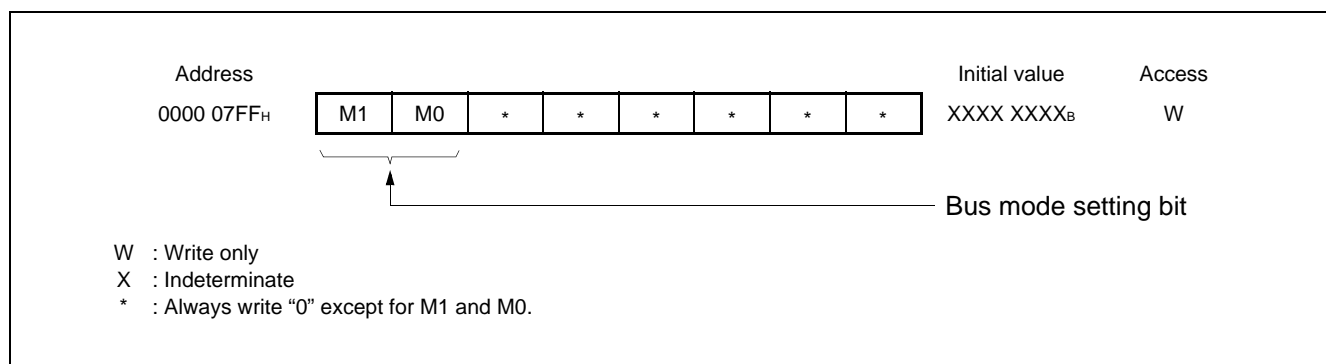 Address Initial value Access
0000 07FFH M1 M0 * * * * * * XXXX XXXXB W
Bus mode setting bit
W : Write only
X : Indeterminate
* : Always write “0” except for M1 and M0.